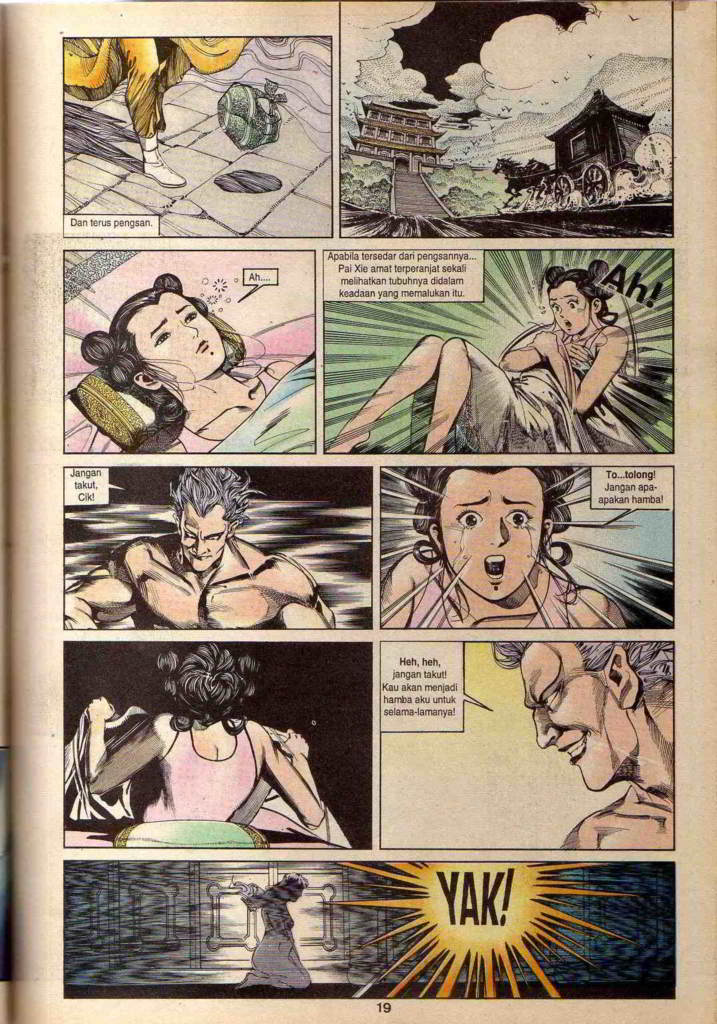 Dan terus pengsan.
Ah....
Apabila tersedar dari pengsannya...
Pai Xie amat terperanjat sekali
melihatkan tubuhnya didalam
keadaan yang memalukan itu.
Ah!
Jangan
takut,
Cik!
To...tolong!
Jangan apa-
apakan hamba!
Heh, heh,
jangan takut!
Kau akan menjadi
hamba aku untuk
selama-lamanya!
YAK!
19